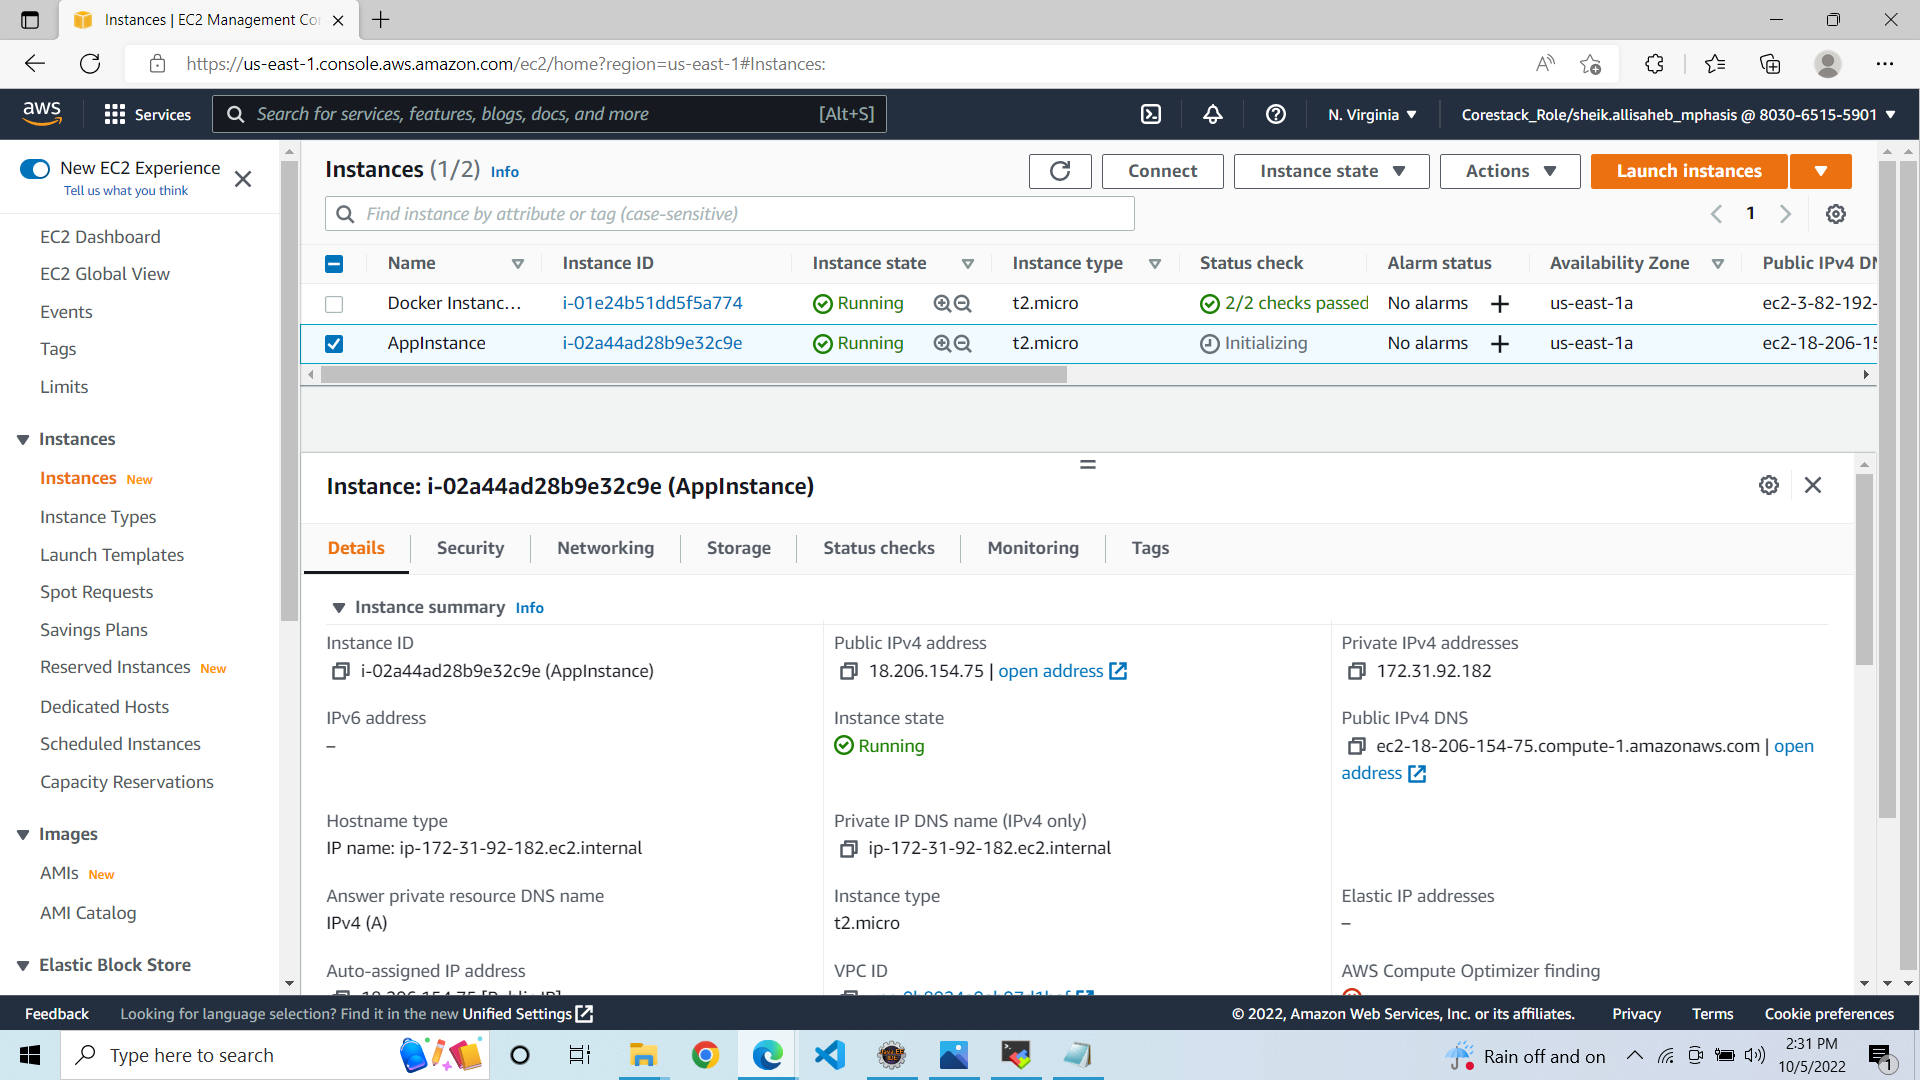 Instances | EC2 Management Co
https://us-east-1.console.aws.amazon.com/ec2/home?region=us-east-1#Instances:
aws
Services
Search for services, features, blogs, docs, and more
[Alt+S]
N. Virginia
Corestack_Role/sheik.allisaheb_mphasis @ 8030-6515-5901
New EC2 Experience
Tell us what you think
EC2 Dashboard
EC2 Global View
Events
Tags
Limits
Instances
Instances New
Instance Types
Launch Templates
Spot Requests
Savings Plans
Reserved Instances New
Dedicated Hosts
Scheduled Instances
Capacity Reservations
Images
AMIs New
AMI Catalog
Elastic Block Store
Instances (1/2) Info
Connect
Instance state
Actions
Launch instances
Find instance by attribute or tag (case-sensitive)
1
Name Instance ID Instance state Instance type Status check Alarm status Availability Zone Public IPv4 DN
Docker Instanc... i-01e24b51dd5f5a774 Running t2.micro 2/2 checks passed No alarms + us-east-1a ec2-3-82-192-
AppInstance i-02a44ad28b9e32c9e Running t2.micro Initializing No alarms + us-east-1a ec2-18-206-15
Instance: i-02a44ad28b9e32c9e (AppInstance)
Details Security Networking Storage Status checks Monitoring Tags
Instance summary Info
Instance ID
i-02a44ad28b9e32c9e (AppInstance)
Public IPv4 address
18.206.154.75 | open address
Private IPv4 addresses
172.31.92.182
IPv6 address
–
Instance state
Running
Public IPv4 DNS
ec2-18-206-154-75.compute-1.amazonaws.com | open
address
Hostname type
IP name: ip-172-31-92-182.ec2.internal
Private IP DNS name (IPv4 only)
ip-172-31-92-182.ec2.internal
Answer private resource DNS name
IPv4 (A)
Instance type
t2.micro
Elastic IP addresses
–
Auto-assigned IP address
18.206.154.75 [Public IP]
VPC ID
AWS Compute Optimizer finding
Feedback
Looking for language selection? Find it in the new Unified Settings
© 2022, Amazon Web Services, Inc. or its affiliates.
Privacy
Terms
Cookie preferences
Type here to search
Rain off and on
2:31 PM
10/5/2022
1